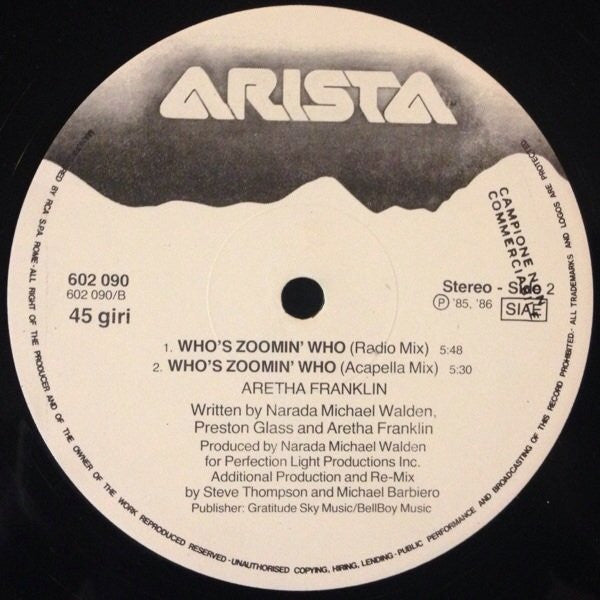 ARISTA
602 090
602 090/B
45 giri
CAMPIONE NON
COMMERCIABILE
Stereo - Side 2
Ⓟ '85, '86
SIAE
1. WHO'S ZOOMIN' WHO (Radio Mix) 5:48
2. WHO'S ZOOMIN' WHO (Acapella Mix) 5:30
ARETHA FRANKLIN
Written by Narada Michael Walden,
Preston Glass and Aretha Franklin
Produced by Narada Michael Walden
for Perfection Light Productions Inc.
Additional Production and Re-Mix
by Steve Thompson and Michael Barbiero
Publisher: Gratitude Sky Music/BellBoy Music
BY RCA S.P.A. ROME - ALL RIGHT OF THE PRODUCER AND OF THE OWNER OF THE WORK REPRODUCED RESERVED - UNAUTHORISED COPYING, HIRING, LENDING - PUBLIC PERFORMANCE AND BROADCASTING OF THIS RECORD PROHIBITED - ALL TRADEMARKS AND LOGOS ARE PROTECTED